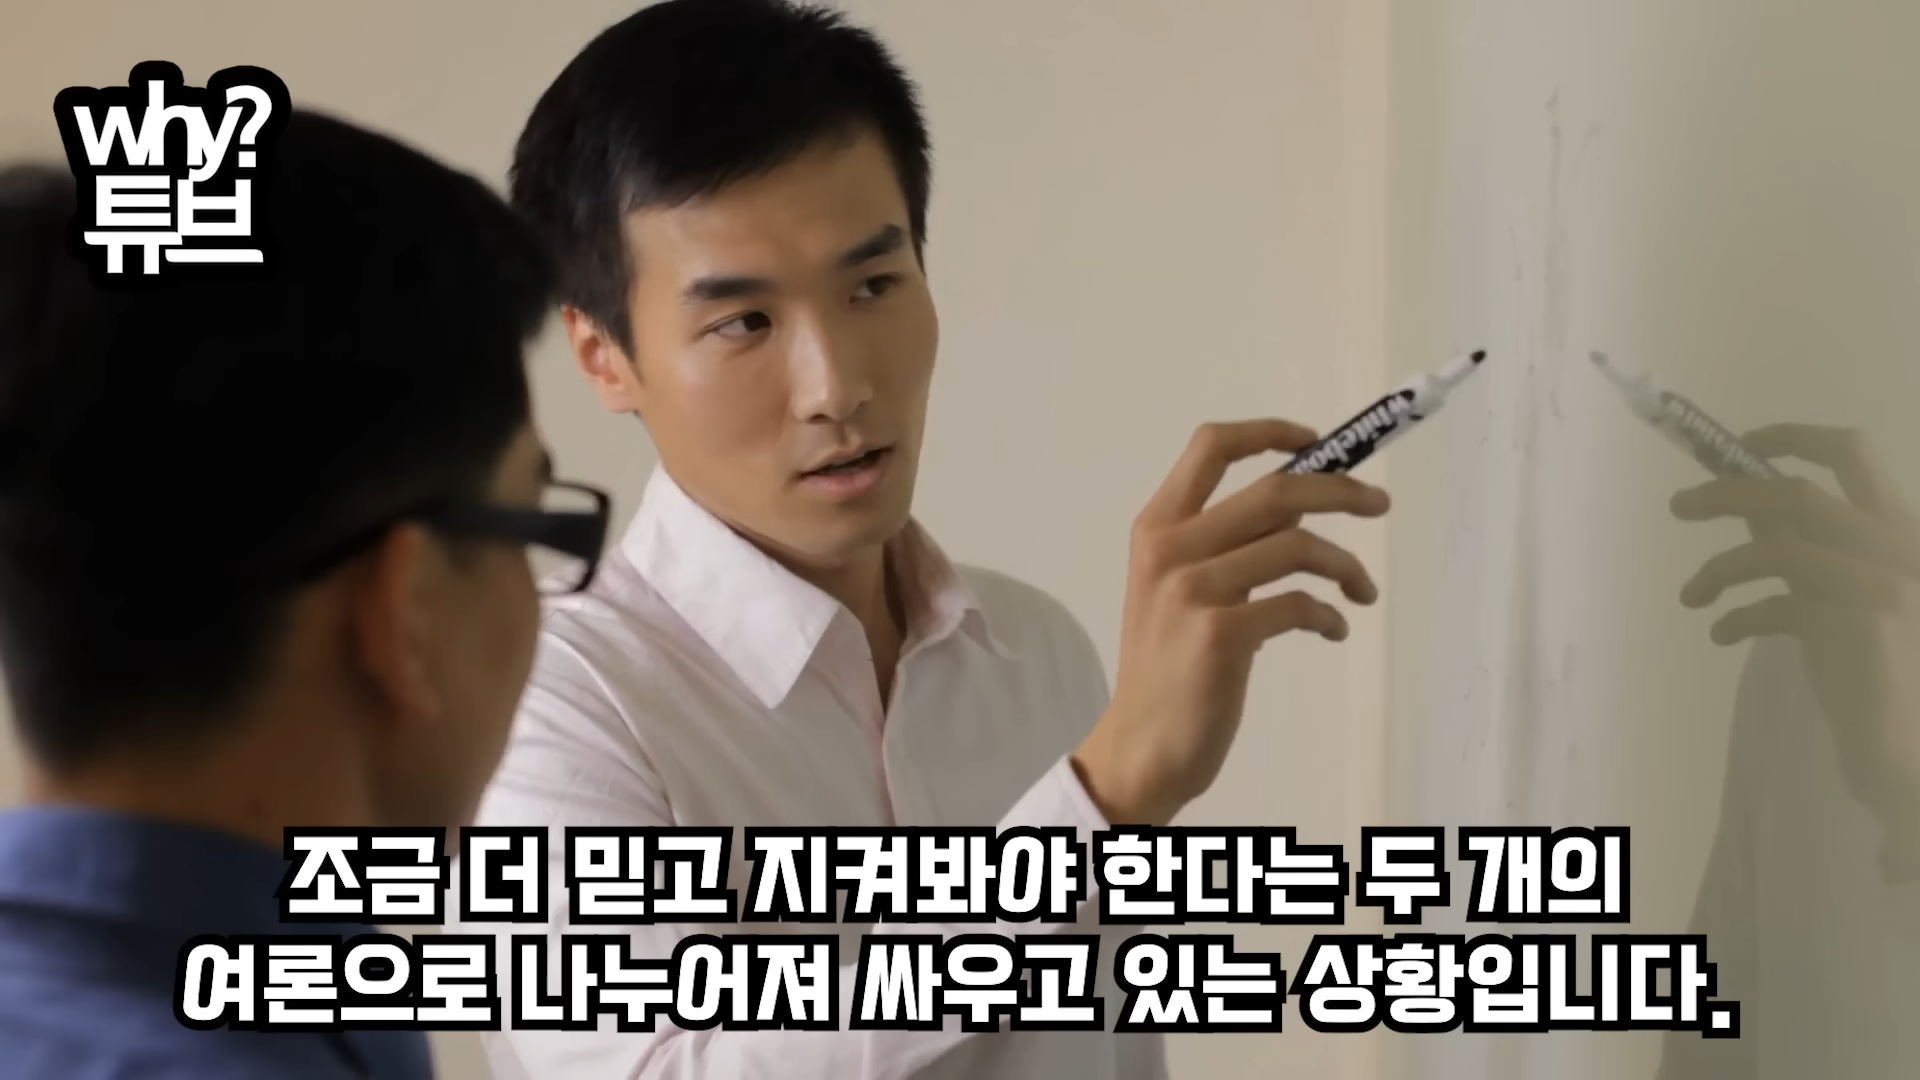 why?
튜브
조금 더 믿고 지켜봐야 한다는 두 개의
여론으로 나누어져 싸우고 있는 상황입니다.